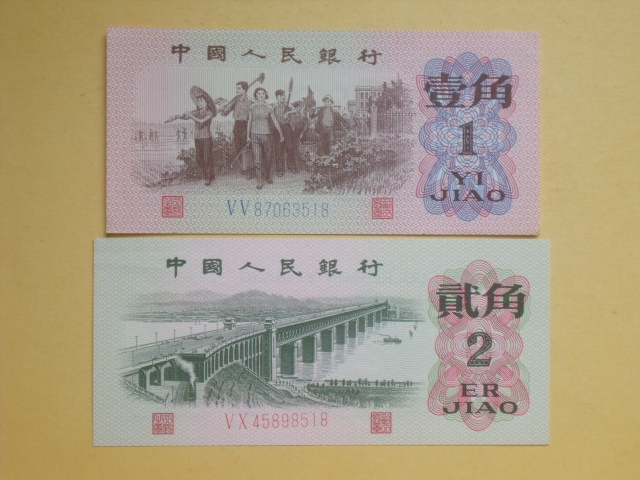 中國人民銀行
壹角
1
YI
JIAO
VV87063518
中國人民銀行
貳角
2
ER
JIAO
VX45898518